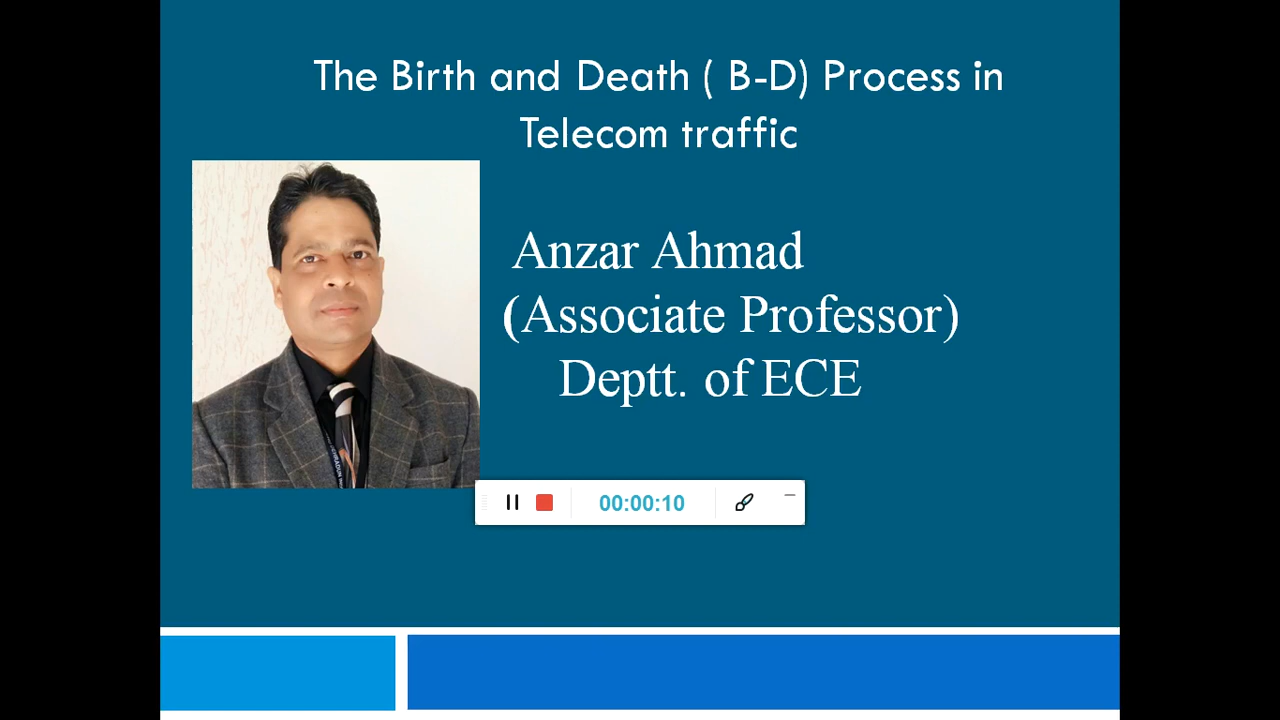 The Birth and Death ( B-D) Process in
Telecom traffic
Anzar Ahmad
(Associate Professor)
Deptt. of ECE
00:00:10